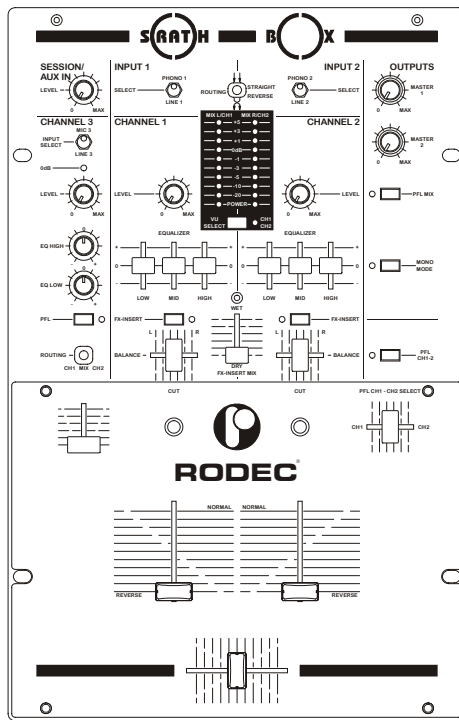 SCRATCH BOX
SESSION/
AUX IN
LEVEL
0 MAX
CHANNEL 3
MIC 3
INPUT
SELECT
LINE 3
0dB
LEVEL
0 MAX
EQ HIGH
0
- +
EQ LOW
0
- +
PFL
ROUTING
CH1 MIX CH2
INPUT 1
PHONO 1
SELECT
LINE 1
CHANNEL 1
LEVEL
0 MAX
EQUALIZER
+
0
-
LOW MID HIGH
FX-INSERT
L R
BALANCE
ROUTING
STRAIGHT
REVERSE
MIX L/CH1 MIX R/CH2
+3
+1
0dB
-1
-3
-5
-10
-20
POWER
VU
SELECT
CH1
CH2
WET
DRY
FX-INSERT MIX
INPUT 2
PHONO 2
SELECT
LINE 2
CHANNEL 2
LEVEL
0 MAX
EQUALIZER
+
0
-
LOW MID HIGH
FX-INSERT
L R
BALANCE
OUTPUTS
MASTER
1
0 MAX
MASTER
2
0 MAX
PFL MIX
MONO
MODE
PFL
CH1-2
CUT
CUT
PFL CH1 - CH2 SELECT
CH1 CH2
RODEC®
NORMAL NORMAL
REVERSE REVERSE